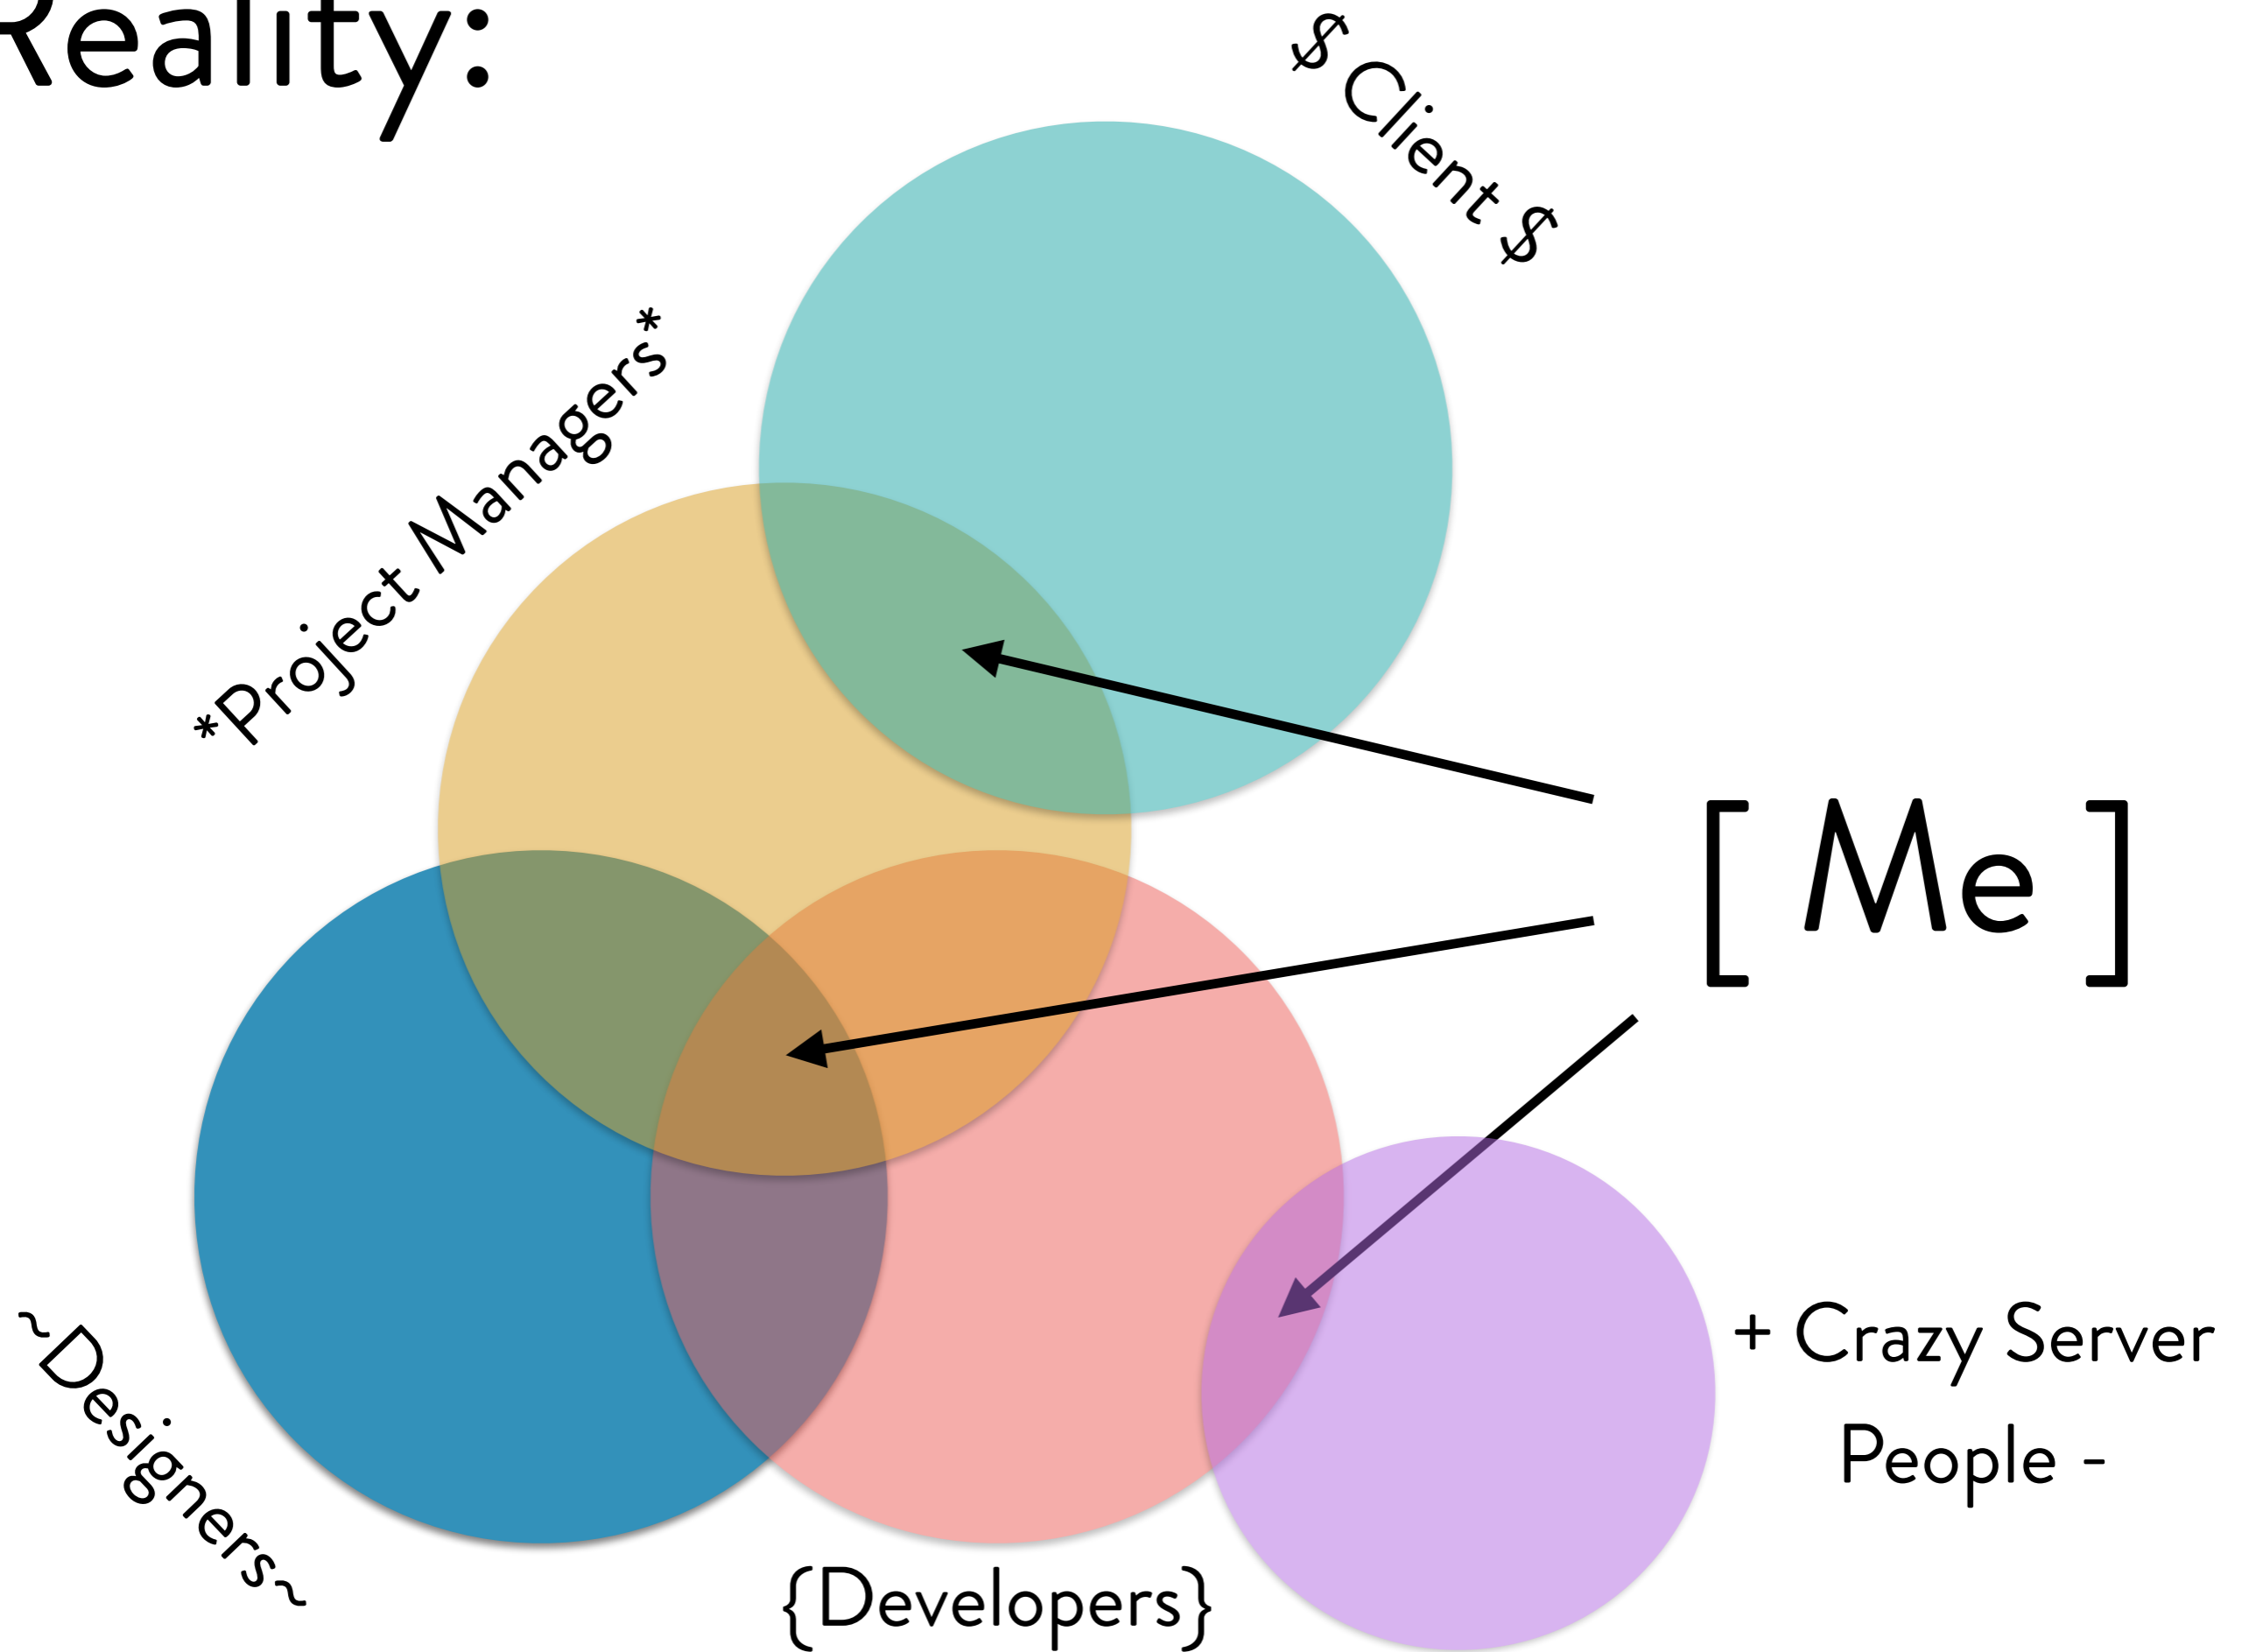 Reality:
$ Client $
*Project Managers*
[ Me ]
+ Crazy Server
People -
~Designers~
{Developers}